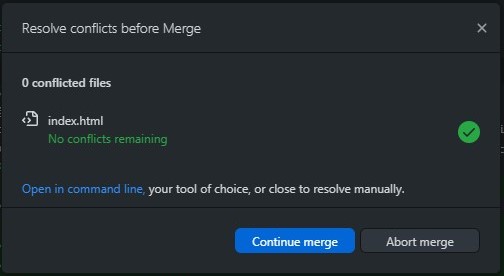 Resolve conflicts before Merge
0 conflicted files
index.html
No conflicts remaining
Open in command line, your tool of choice, or close to resolve manually.
Continue merge
Abort merge